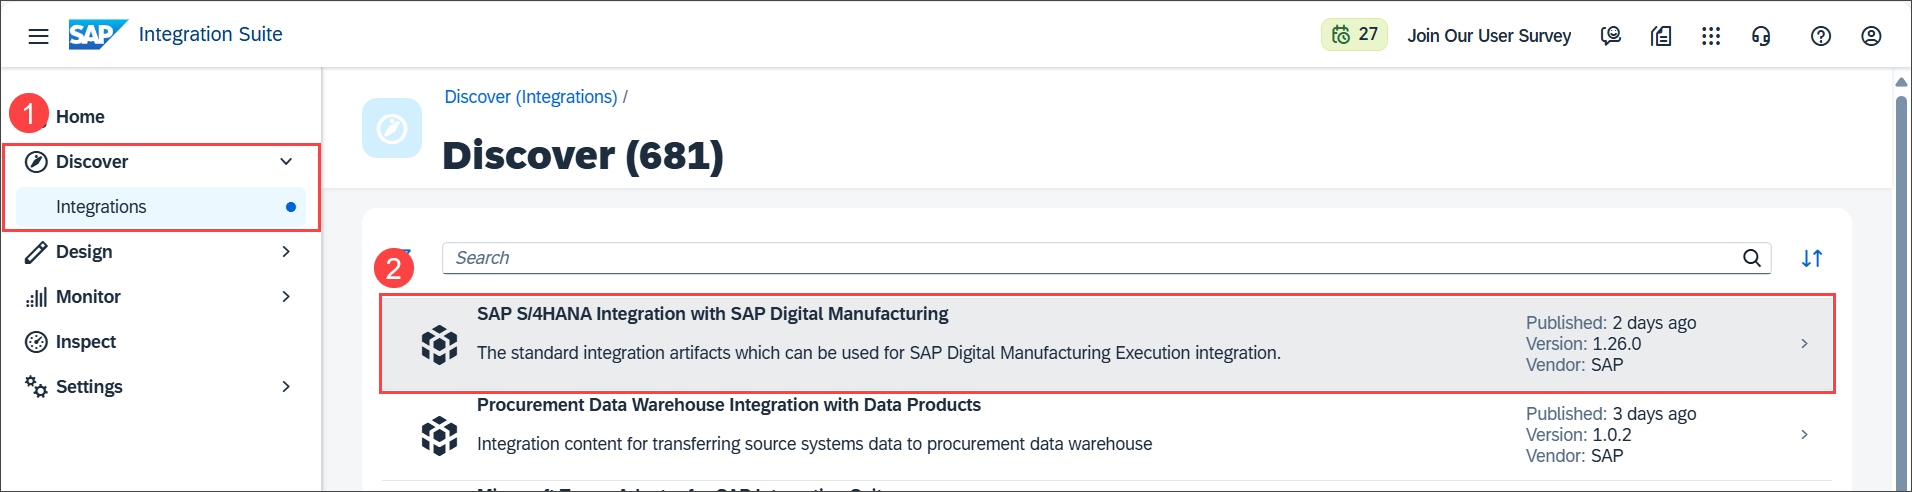 SAP Integration Suite
27 Join Our User Survey
1
Home
Discover
Integrations
Design
Monitor
Inspect
Settings
Discover (Integrations) /
Discover (681)
Search
2
SAP S/4HANA Integration with SAP Digital Manufacturing
The standard integration artifacts which can be used for SAP Digital Manufacturing Execution integration.
Published: 2 days ago
Version: 1.26.0
Vendor: SAP
Procurement Data Warehouse Integration with Data Products
Integration content for transferring source systems data to procurement data warehouse
Published: 3 days ago
Version: 1.0.2
Vendor: SAP